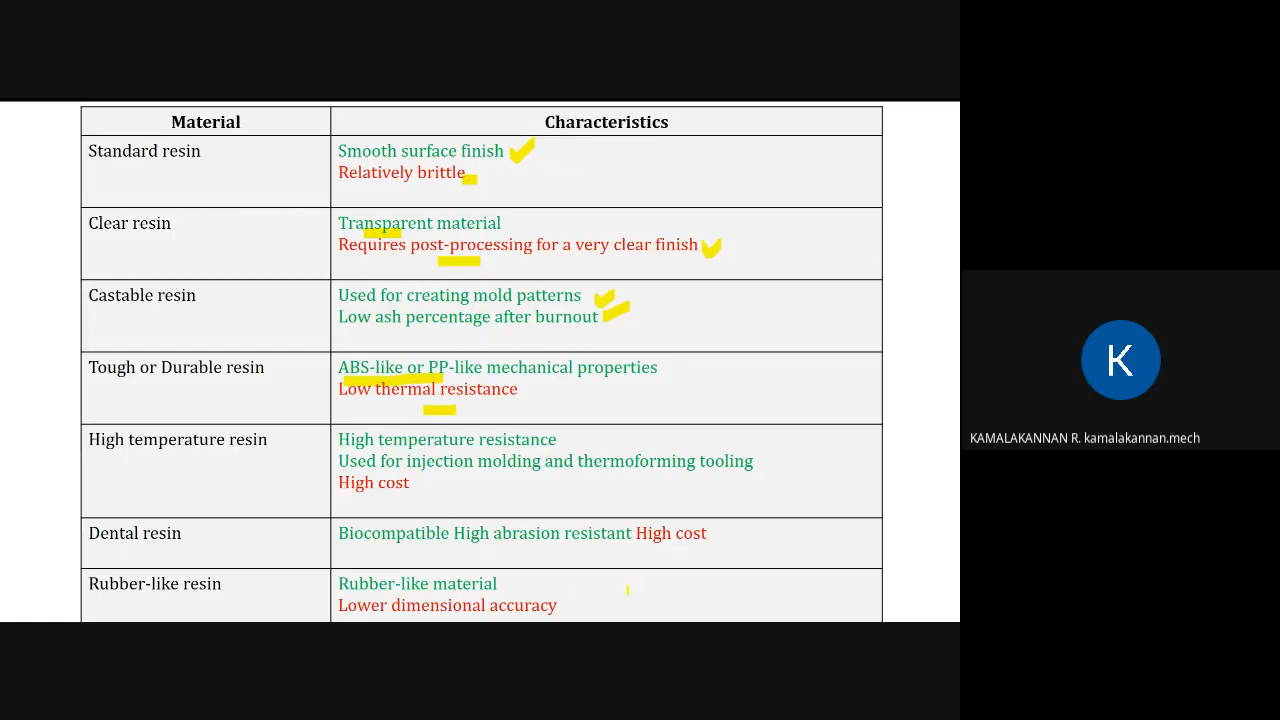 Material Characteristics
Standard resin Smooth surface finish
Relatively brittle
Clear resin Transparent material
Requires post-processing for a very clear finish
Castable resin Used for creating mold patterns
Low ash percentage after burnout
Tough or Durable resin ABS-like or PP-like mechanical properties
Low thermal resistance
High temperature resin High temperature resistance
Used for injection molding and thermoforming tooling
High cost
Dental resin Biocompatible High abrasion resistant High cost
Rubber-like resin Rubber-like material
Lower dimensional accuracy
K
KAMALAKANNAN R. kamalakannan.mech